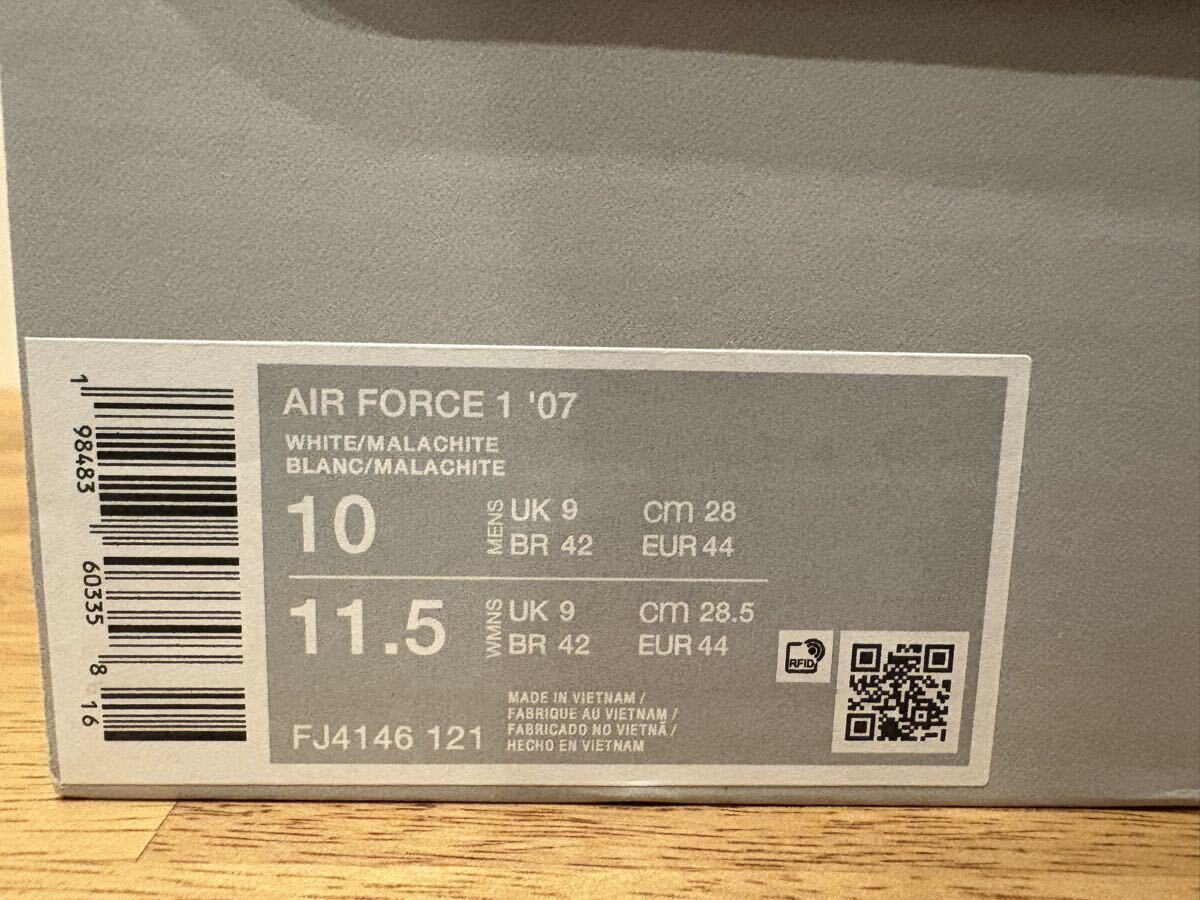 1
98483
60335
8
16
AIR FORCE 1 '07
WHITE/MALACHITE
BLANC/MALACHITE
10 MENS UK 9 cm 28
BR 42 EUR 44
11.5 WMNS UK 9 cm 28.5
BR 42 EUR 44
RFID
FJ4146 121
MADE IN VIETNAM /
FABRIQUE AU VIETNAM /
FABRICADO NO VIETNÃ /
HECHO EN VIETNAM